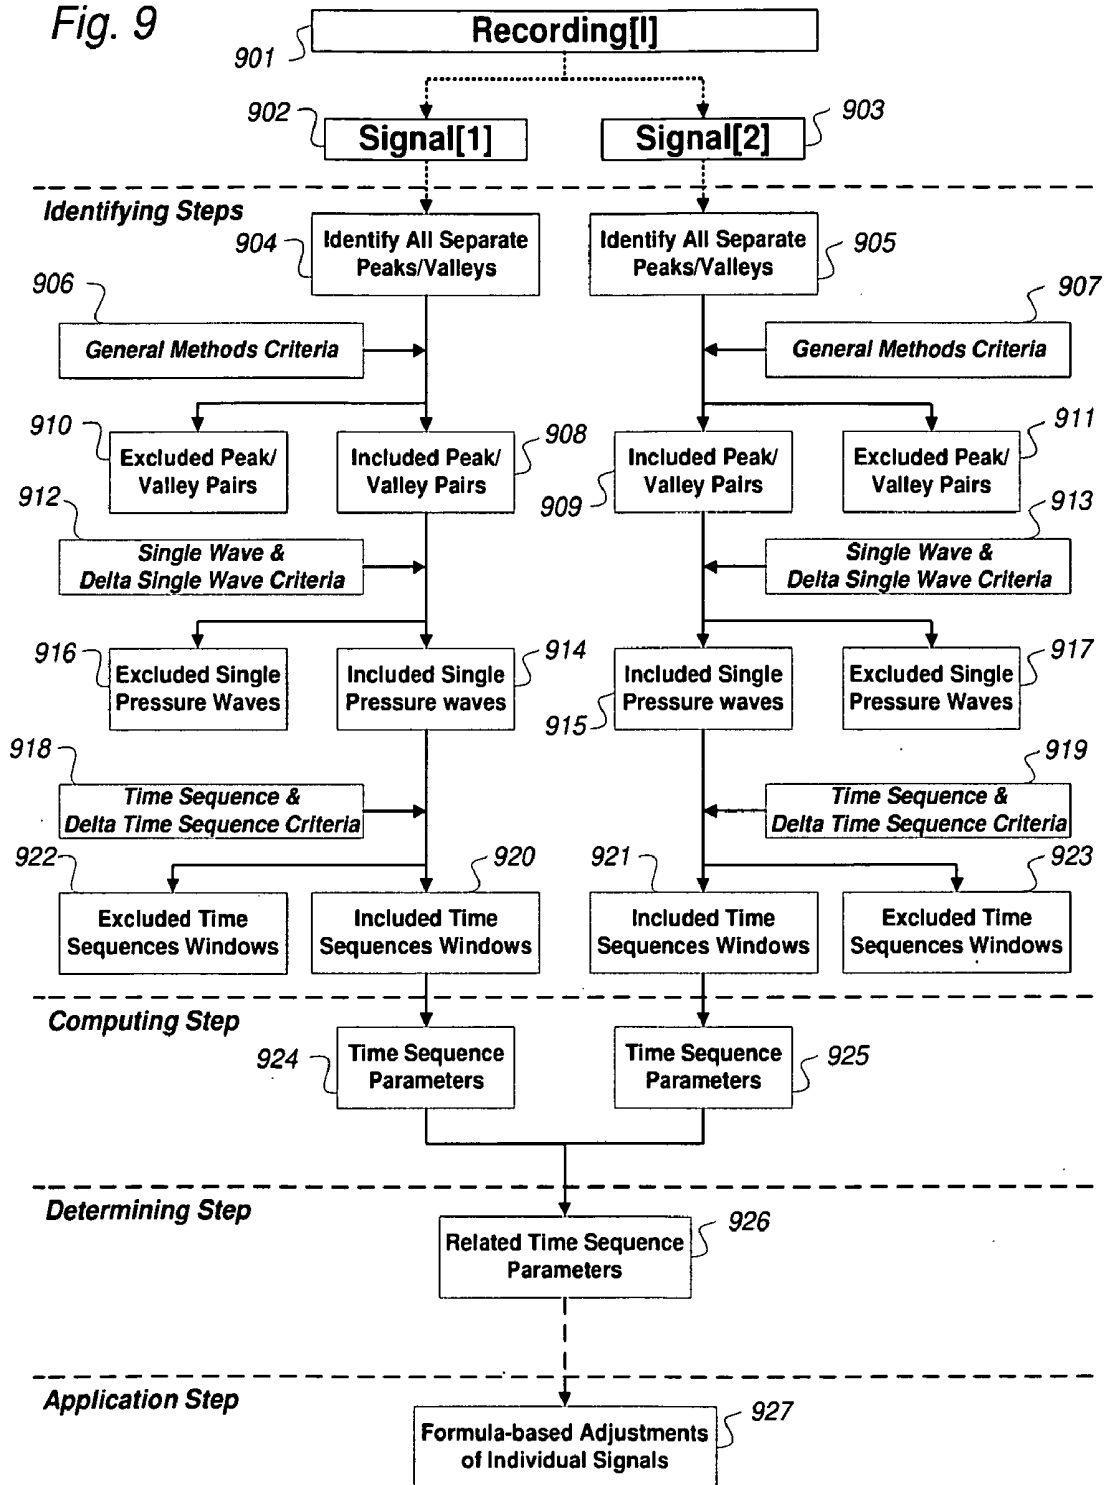 Fig. 9
Recording[I]
901
902
Signal[1]
Signal[2]
903
Identifying Steps
904
Identify All Separate
Peaks/Valleys
Identify All Separate
Peaks/Valleys
905
906
General Methods Criteria
907
General Methods Criteria
910
Excluded Peak/
Valley Pairs
Included Peak/
Valley Pairs
908
Included Peak/
Valley Pairs
909
Excluded Peak/
Valley Pairs
911
912
Single Wave &
Delta Single Wave Criteria
913
Single Wave &
Delta Single Wave Criteria
916
Excluded Single
Pressure Waves
Included Single
Pressure waves
914
Included Single
Pressure waves
915
Excluded Single
Pressure Waves
917
918
Time Sequence &
Delta Time Sequence Criteria
919
Time Sequence &
Delta Time Sequence Criteria
922
Excluded Time
Sequences Windows
920
Included Time
Sequences Windows
921
Included Time
Sequences Windows
923
Excluded Time
Sequences Windows
Computing Step
924
Time Sequence
Parameters
Time Sequence
Parameters
925
Determining Step
Related Time Sequence
Parameters
926
Application Step
Formula-based Adjustments
of Individual Signals
927